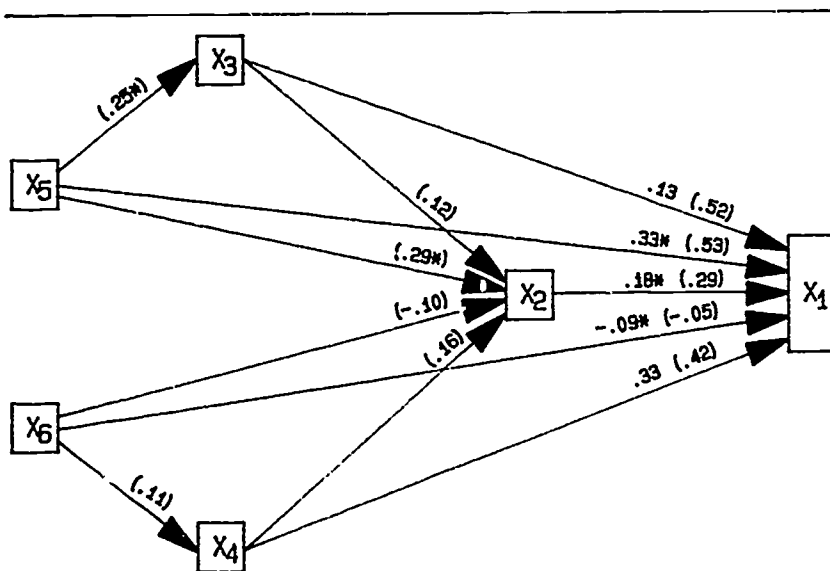 X3
(.25*)
X5
(.12)
.13 (.52)
.33* (.53)
(.29*)
X2
.18* (.29)
X1
(-.10)
-.09* (-.05)
(.16)
.33 (.42)
X6
(.11)
X4